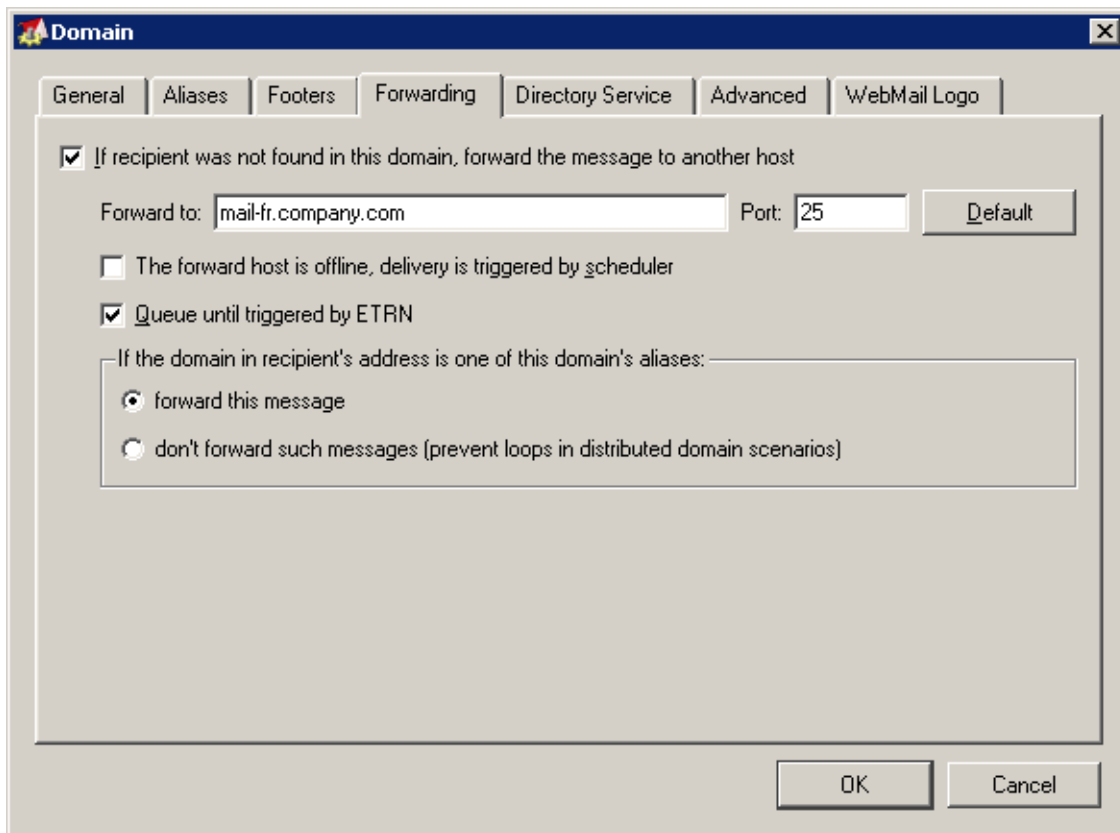 Domain
General Aliases Footers Forwarding Directory Service Advanced WebMail Logo
If recipient was not found in this domain, forward the message to another host
Forward to: mail-fr.company.com Port: 25 Default
The forward host is offline, delivery is triggered by scheduler
Queue until triggered by ETRN
If the domain in recipient's address is one of this domain's aliases:
forward this message
don't forward such messages (prevent loops in distributed domain scenarios)
OK Cancel